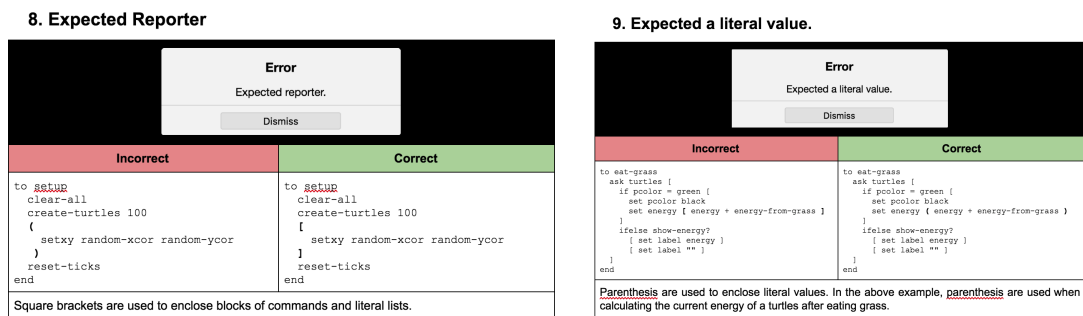 8. Expected Reporter
Error
Expected reporter.
Dismiss
Incorrect
Correct
to setup
clear-all
create-turtles 100
(
setxy random-xcor random-ycor
)
reset-ticks
end
to setup
clear-all
create-turtles 100
[
setxy random-xcor random-ycor
]
reset-ticks
end
Square brackets are used to enclose blocks of commands and literal lists.
9. Expected a literal value.
Error
Expected a literal value.
Dismiss
Incorrect
Correct
to eat-grass
ask turtles [
if pcolor = green [
set pcolor black
set energy [ energy + energy-from-grass ]
]
ifelse show-energy?
[ set label energy ]
[ set label "" ]
]
end
to eat-grass
ask turtles [
if pcolor = green [
set pcolor black
set energy ( energy + energy-from-grass )
]
ifelse show-energy?
[ set label energy ]
[ set label "" ]
]
end
Parenthesis are used to enclose literal values. In the above example, parenthesis are used when
calculating the current energy of a turtles after eating grass.